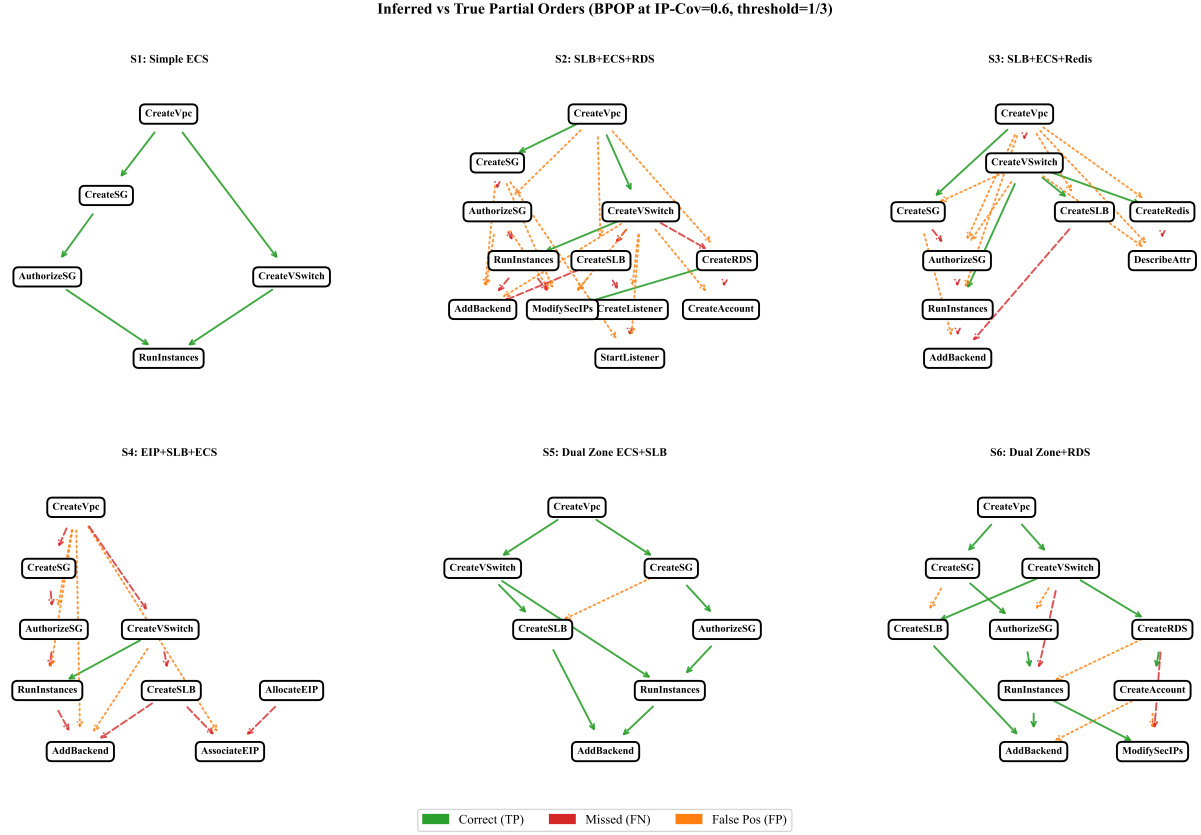 Inferred vs True Partial Orders (BPOP at IP-Cov=0.6, threshold=1/3)
S1: Simple ECS
CreateVpc
CreateSG
AuthorizeSG
CreateVSwitch
RunInstances
S2: SLB+ECS+RDS
CreateVpc
CreateSG
AuthorizeSG
CreateVSwitch
RunInstances
CreateSLB
CreateRDS
AddBackend
ModifySecIPs
CreateListener
CreateAccount
StartListener
S3: SLB+ECS+Redis
CreateVpc
CreateVSwitch
CreateSG
CreateSLB
CreateRedis
AuthorizeSG
DescribeAttr
RunInstances
AddBackend
S4: EIP+SLB+ECS
CreateVpc
CreateSG
AuthorizeSG
CreateVSwitch
RunInstances
CreateSLB
AllocateEIP
AddBackend
AssociateEIP
S5: Dual Zone ECS+SLB
CreateVpc
CreateVSwitch
CreateSG
CreateSLB
AuthorizeSG
RunInstances
AddBackend
S6: Dual Zone+RDS
CreateVpc
CreateSG
CreateVSwitch
CreateSLB
AuthorizeSG
CreateRDS
RunInstances
CreateAccount
AddBackend
ModifySecIPs
Correct (TP)
Missed (FN)
False Pos (FP)